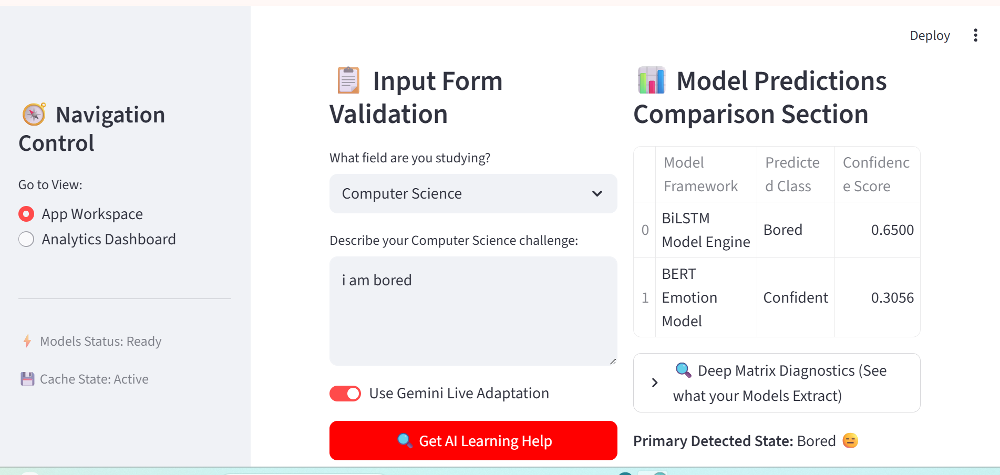 Deploy
Navigation
Control
Go to View:
App Workspace
Analytics Dashboard
Models Status: Ready
Cache State: Active
Input Form
Validation
What field are you studying?
Computer Science
Describe your Computer Science challenge:
i am bored
Use Gemini Live Adaptation
Get AI Learning Help
Model Predictions
Comparison Section
Model
Framework
Predicte
d Class
Confidenc
e Score
0
BiLSTM
Model Engine
Bored
0.6500
1
BERT
Emotion
Model
Confident
0.3056
Deep Matrix Diagnostics (See
what your Models Extract)
Primary Detected State: Bored